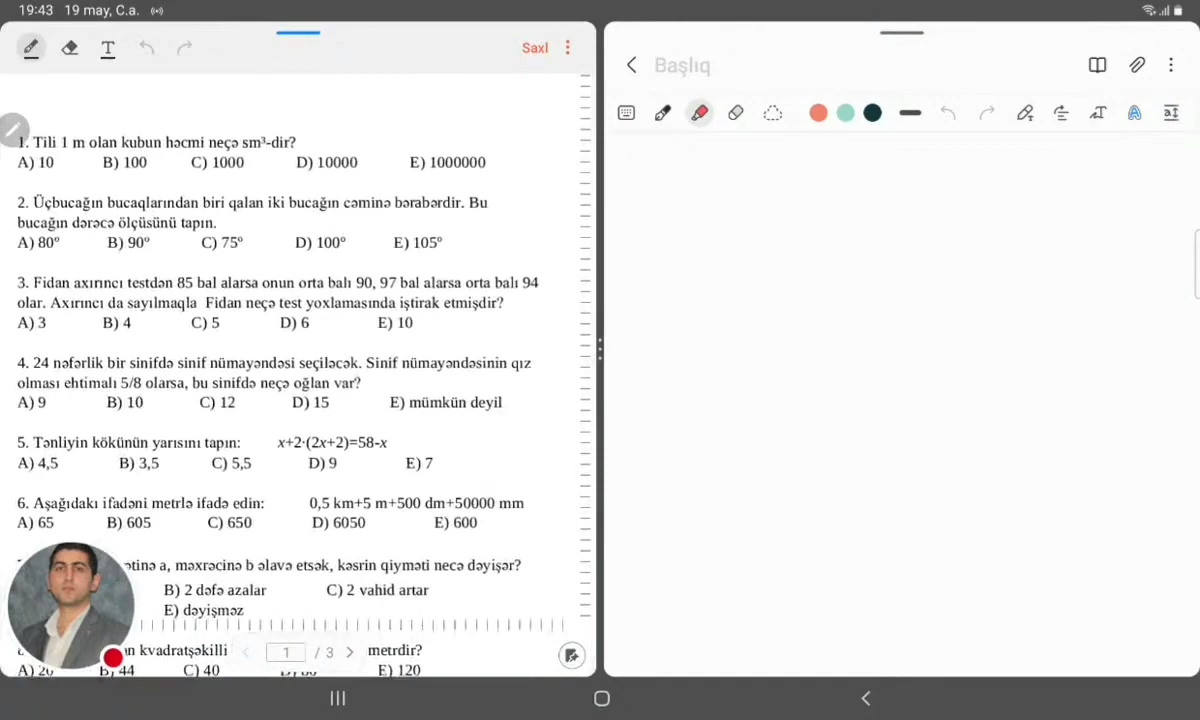 19:43 19 may, C.a.
Saxl
Başlıq
1. Tili 1 m olan kubun həcmi neçə sm³-dir?
A) 10 B) 100 C) 1000 D) 10000 E) 1000000
2. Üçbucağın bucaqlarından biri qalan iki bucağın cəminə bərabərdir. Bu
bucağın dərəcə ölçüsünü tapın.
A) 80° B) 90° C) 75° D) 100° E) 105°
3. Fidan axırıncı testdən 85 bal alarsa onun orta balı 90, 97 bal alarsa orta balı 94
olar. Axırıncı da sayılmaqla Fidan neçə test yoxlamasında iştirak etmişdir?
A) 3 B) 4 C) 5 D) 6 E) 10
4. 24 nəfərlik bir sinifdə sinif nümayəndəsi seçiləcək. Sinif nümayəndəsinin qız
olması ehtimalı 5/8 olarsa, bu sinifdə neçə oğlan var?
A) 9 B) 10 C) 12 D) 15 E) mümkün deyil
5. Tənliyin kökünün yarısını tapın: x+2·(2x+2)=58-x
A) 4,5 B) 3,5 C) 5,5 D) 9 E) 7
6. Aşağıdakı ifadəni metrlə ifadə edin: 0,5 km+5 m+500 dm+50000 mm
A) 65 B) 605 C) 650 D) 6050 E) 600
a, məxrəcinə b əlavə etsək, kəsrin qiyməti necə dəyişər?
B) 2 dəfə azalar C) 2 vahid artar
E) dəyişməz
kvadratşəkilli metrdir?
1 / 3
A) 20 B) 44 C) 40 E) 120